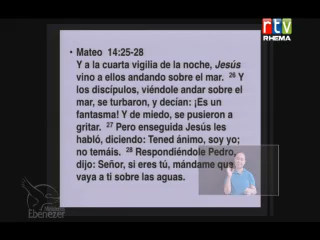 rtv
RHEMA
• Mateo 14:25-28
Y a la cuarta vigilia de la noche, Jesús
vino a ellos andando sobre el mar. 26 Y
los discípulos, viéndole andar sobre el
mar, se turbaron, y decían: ¡Es un
fantasma! Y de miedo, se pusieron a
gritar. 27 Pero enseguida Jesús les
habló, diciendo: Tened ánimo, soy yo;
no temáis. 28 Respondiéndole Pedro,
dijo: Señor, si eres tú, mándame que
vaya a ti sobre las aguas.
Ebenezer